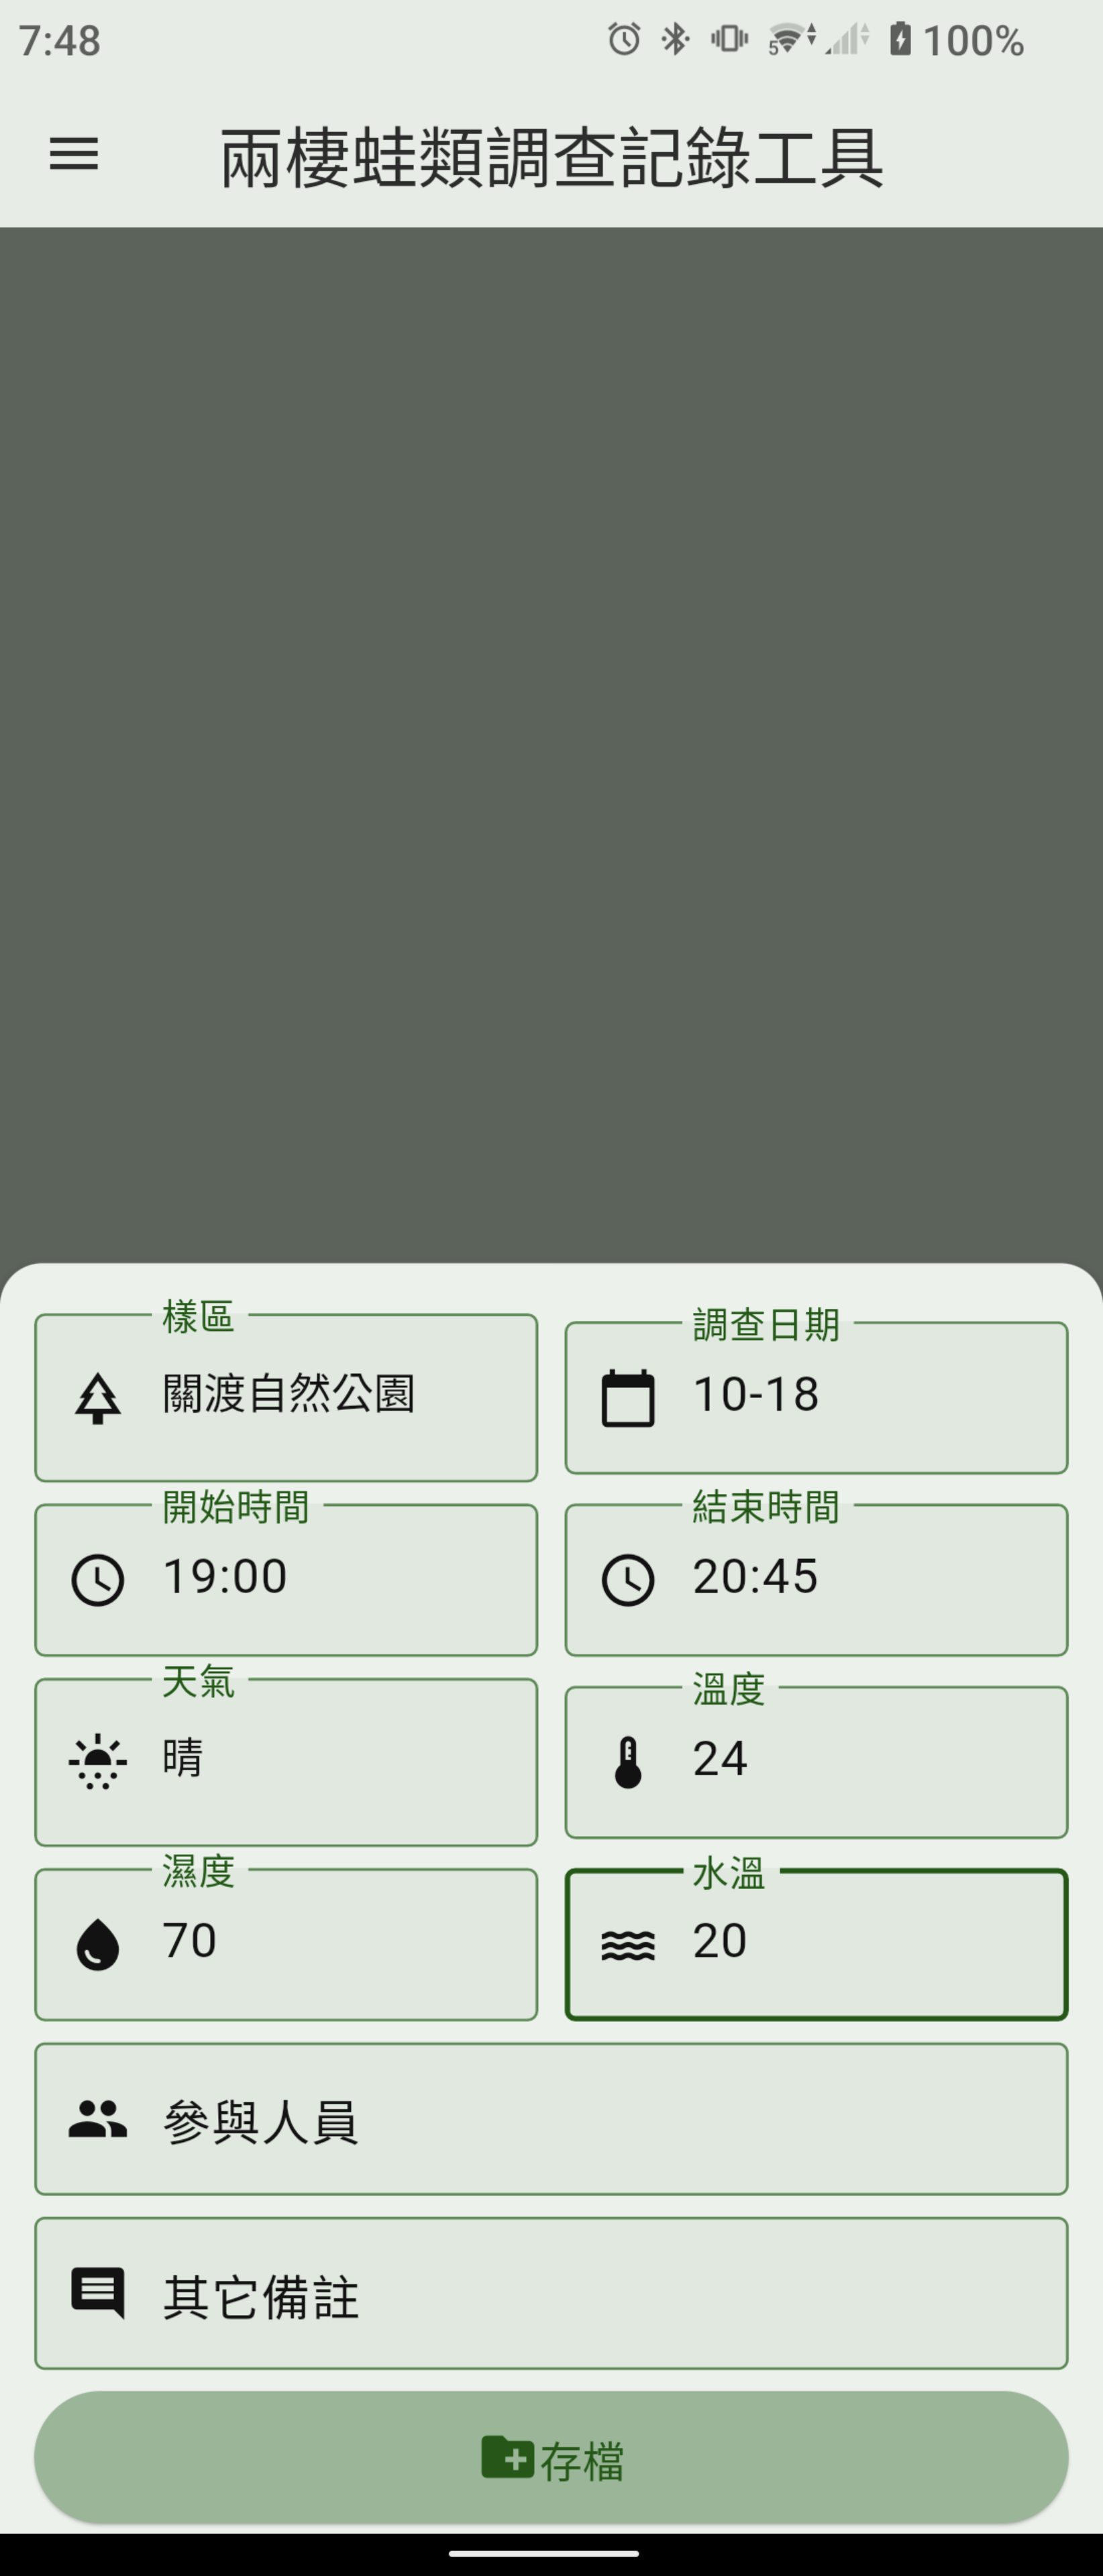 7:48
5
100%
兩棲蛙類調查記錄工具
樣區
關渡自然公園
調查日期
10-18
開始時間
19:00
結束時間
20:45
天氣
晴
溫度
24
濕度
70
水溫
20
參與人員
其它備註
存檔